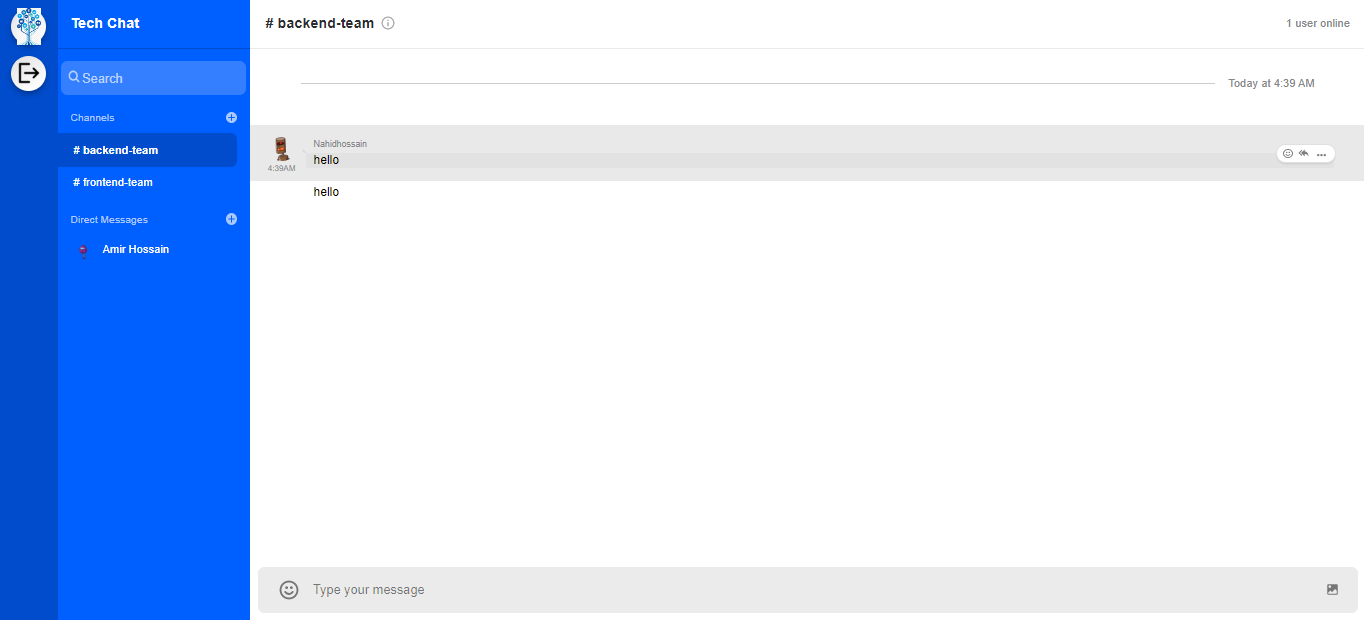 Tech Chat
Search
Channels
# backend-team
# frontend-team
Direct Messages
Amir Hossain
# backend-team
1 user online
Today at 4:39 AM
Nahidhossain
4:39AM
hello
hello
Type your message